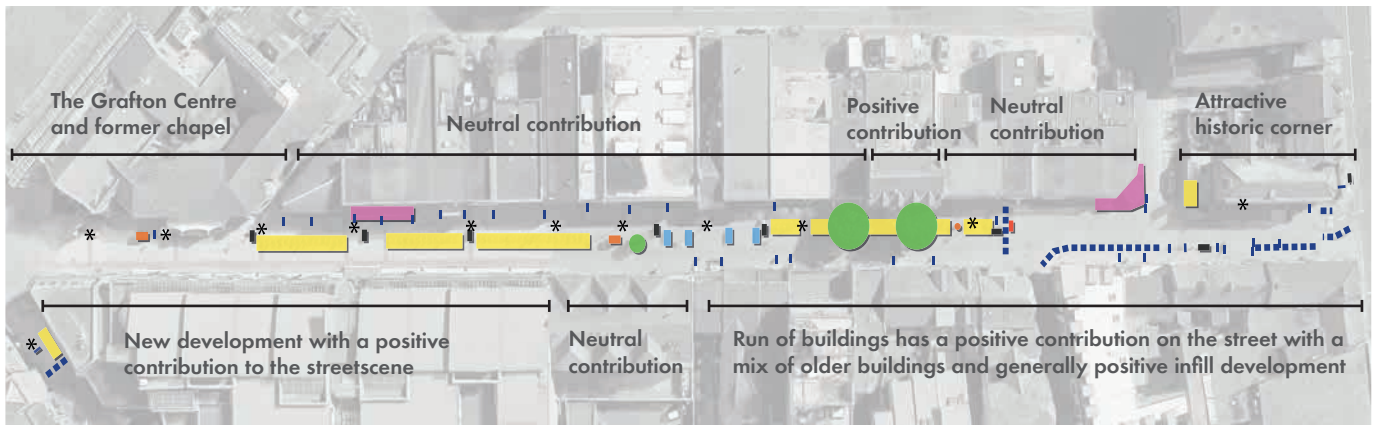 The Grafton Centre
and former chapel
Neutral contribution
Positive
contribution
Neutral
contribution
Attractive
historic corner
New development with a positive
contribution to the streetscene
Neutral
contribution
Run of buildings has a positive contribution on the street with a
mix of older buildings and generally positive infill development